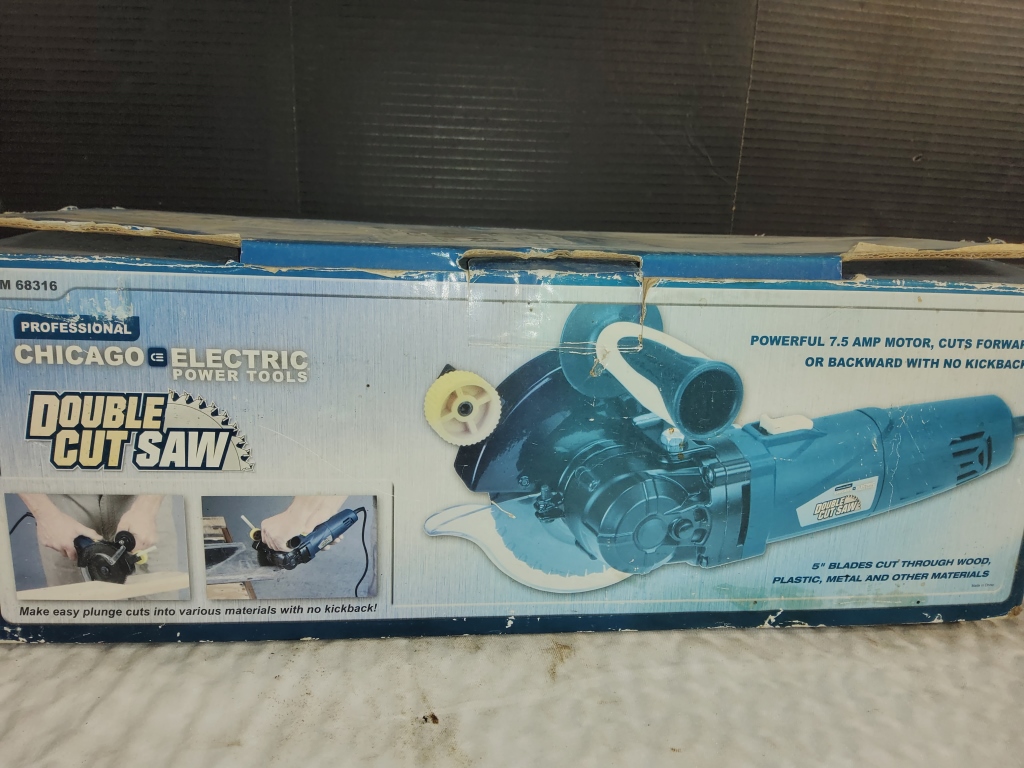 M 68316
PROFESSIONAL
CHICAGO CE ELECTRIC
POWER TOOLS
DOUBLE
CUT SAW
POWERFUL 7.5 AMP MOTOR, CUTS FORWAR
OR BACKWARD WITH NO KICKBACK
DOUBLE
CUT SAW
5" BLADES CUT THROUGH WOOD,
PLASTIC, METAL AND OTHER MATERIALS
Make easy plunge cuts into various materials with no kickback!